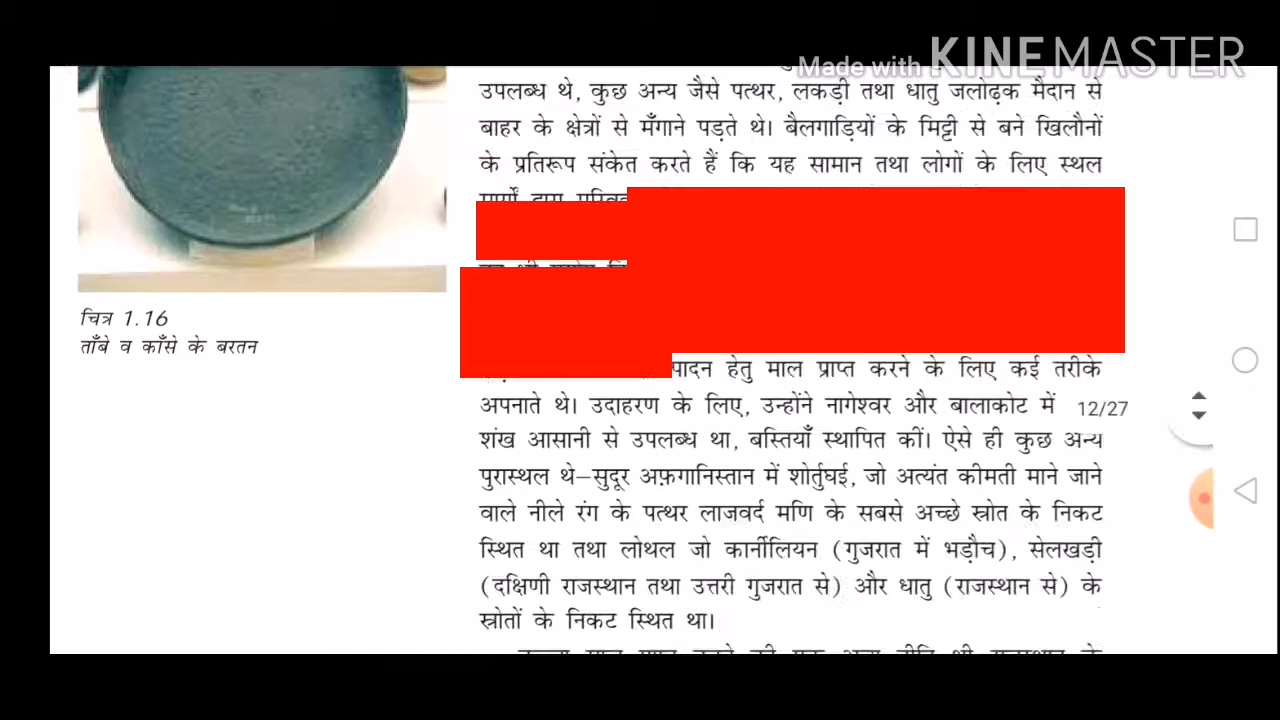 Made with KINEMASTER
उपलब्ध थे, कुछ अन्य जैसे पत्थर, लकड़ी तथा धातु जलोढ़क मैदान से
बाहर के क्षेत्रों से मँगाने पड़ते थे। बैलगाड़ियों के मिट्टी से बने खिलौनों
के प्रतिरूप संकेत करते हैं कि यह सामान तथा लोगों के लिए स्थल
चित्र 1.16
ताँबे व काँसे के बरतन
पादन हेतु माल प्राप्त करने के लिए कई तरीके
अपनाते थे। उदाहरण के लिए, उन्होंने नागेश्वर और बालाकोट में
12/27
शंख आसानी से उपलब्ध था, बस्तियाँ स्थापित कीं। ऐसे ही कुछ अन्य
पुरास्थल थे–सुदूर अफ़गानिस्तान में शोर्तुघई, जो अत्यंत कीमती माने जाने
वाले नीले रंग के पत्थर लाजवर्द मणि के सबसे अच्छे स्रोत के निकट
स्थित था तथा लोथल जो कार्नीलियन (गुजरात में भड़ौच), सेलखड़ी
(दक्षिणी राजस्थान तथा उत्तरी गुजरात से) और धातु (राजस्थान से) के
स्रोतों के निकट स्थित था।